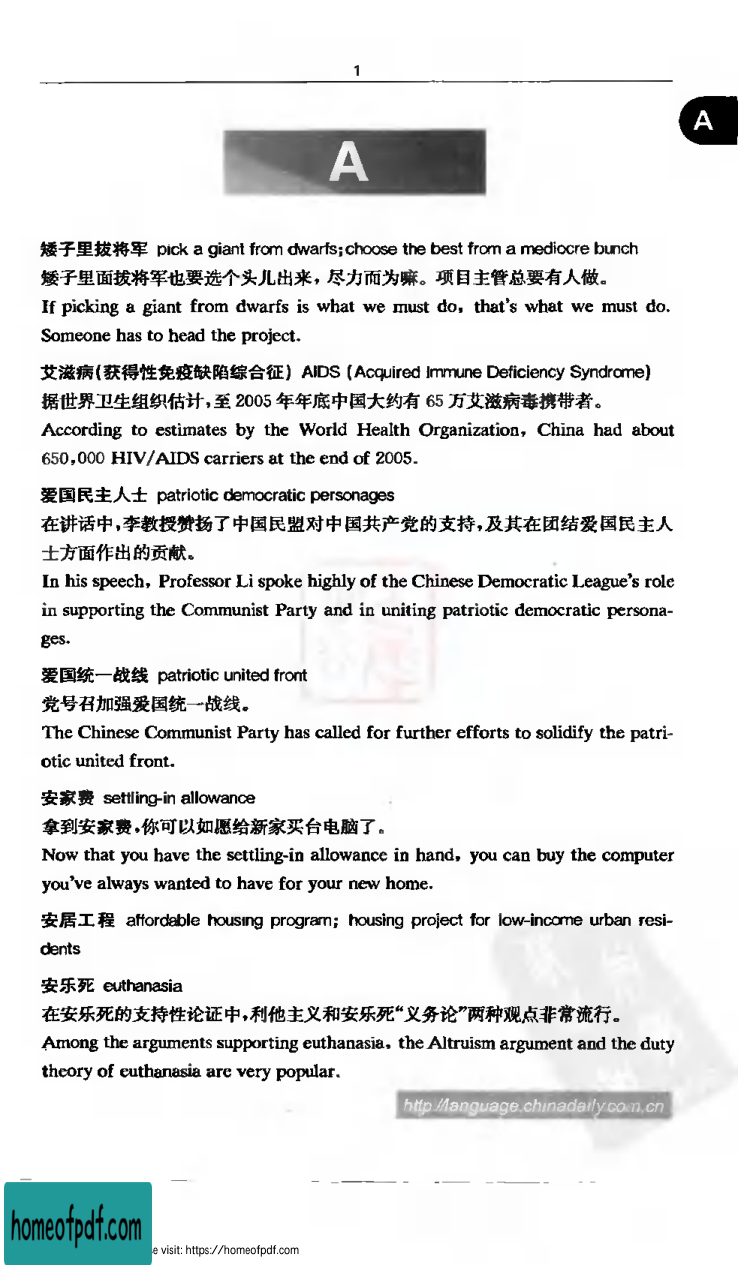 1
A
A
矮子里拔将军 pick a giant from dwarfs; choose the best from a mediocre bunch
矮子里面拔将军也要选个头儿出来，尽力而为嘛。项目主管总要有人做。
If picking a giant from dwarfs is what we must do, that's what we must do.
Someone has to head the project.
艾滋病(获得性免疫缺陷综合征) AIDS (Acquired Immune Deficiency Syndrome)
据世界卫生组织估计,至 2005 年年底中国大约有 65 万艾滋病毒携带者。
According to estimates by the World Health Organization, China had about
650,000 HIV/AIDS carriers at the end of 2005.
爱国民主人士 patriotic democratic personages
在讲话中,李教授赞扬了中国民盟对中国共产党的支持,及其在团结爱国民主人
士方面作出的贡献。
In his speech, Professor Li spoke highly of the Chinese Democratic League's role
in supporting the Communist Party and in uniting patriotic democratic persona-
ges.
爱国统一战线 patriotic united front
党号召加强爱国统一战线。
The Chinese Communist Party has called for further efforts to solidify the patri-
otic united front.
安家费 settling-in allowance
拿到安家费,你可以如愿给新家买台电脑了。
Now that you have the settling-in allowance in hand, you can buy the computer
you've always wanted to have for your new home.
安居工程 affordable housing program; housing project for low-income urban resi-
dents
安乐死 euthanasia
在安乐死的支持性论证中,利他主义和安乐死“义务论”两种观点非常流行。
Among the arguments supporting euthanasia, the Altruism argument and the duty
theory of euthanasia are very popular.
http://language.chinadaily.com.cn
homeofpdf.com
e visit: https://homeofpdf.com